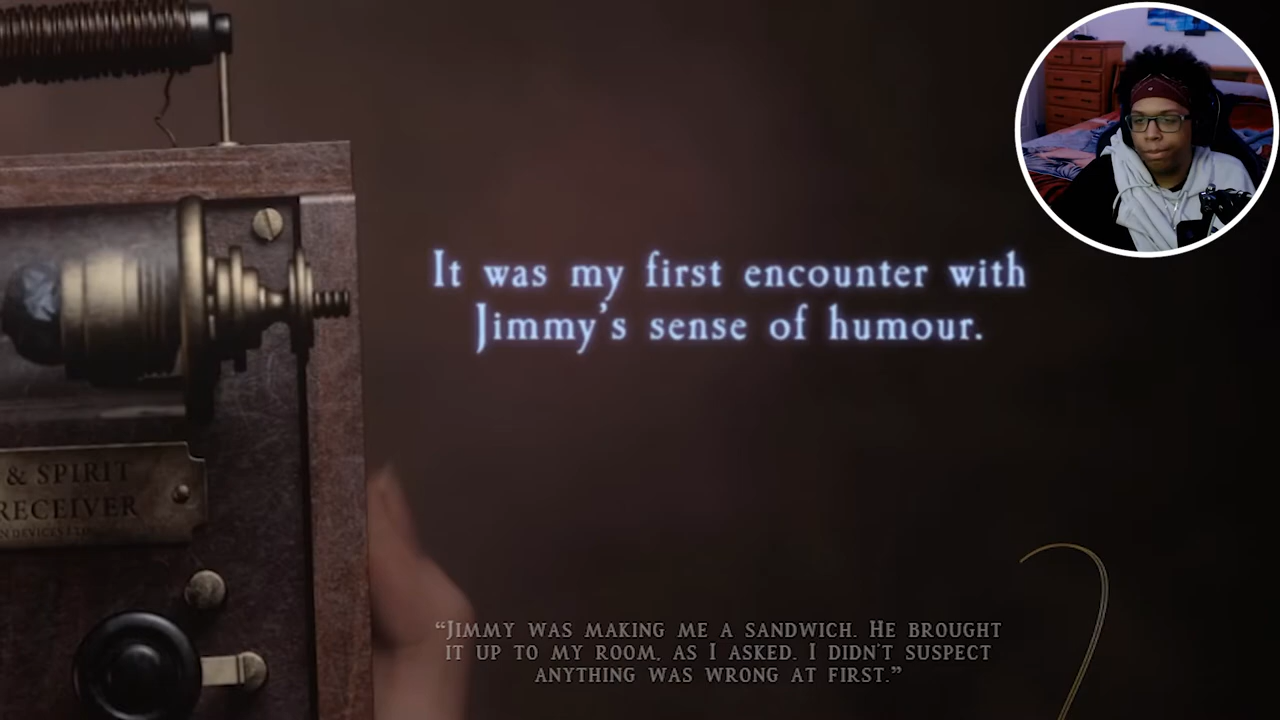 It was my first encounter with
Jimmy's sense of humour.
& SPIRIT
RECEIVER
"JIMMY WAS MAKING ME A SANDWICH. HE BROUGHT
IT UP TO MY ROOM, AS I ASKED. I DIDN'T SUSPECT
ANYTHING WAS WRONG AT FIRST."